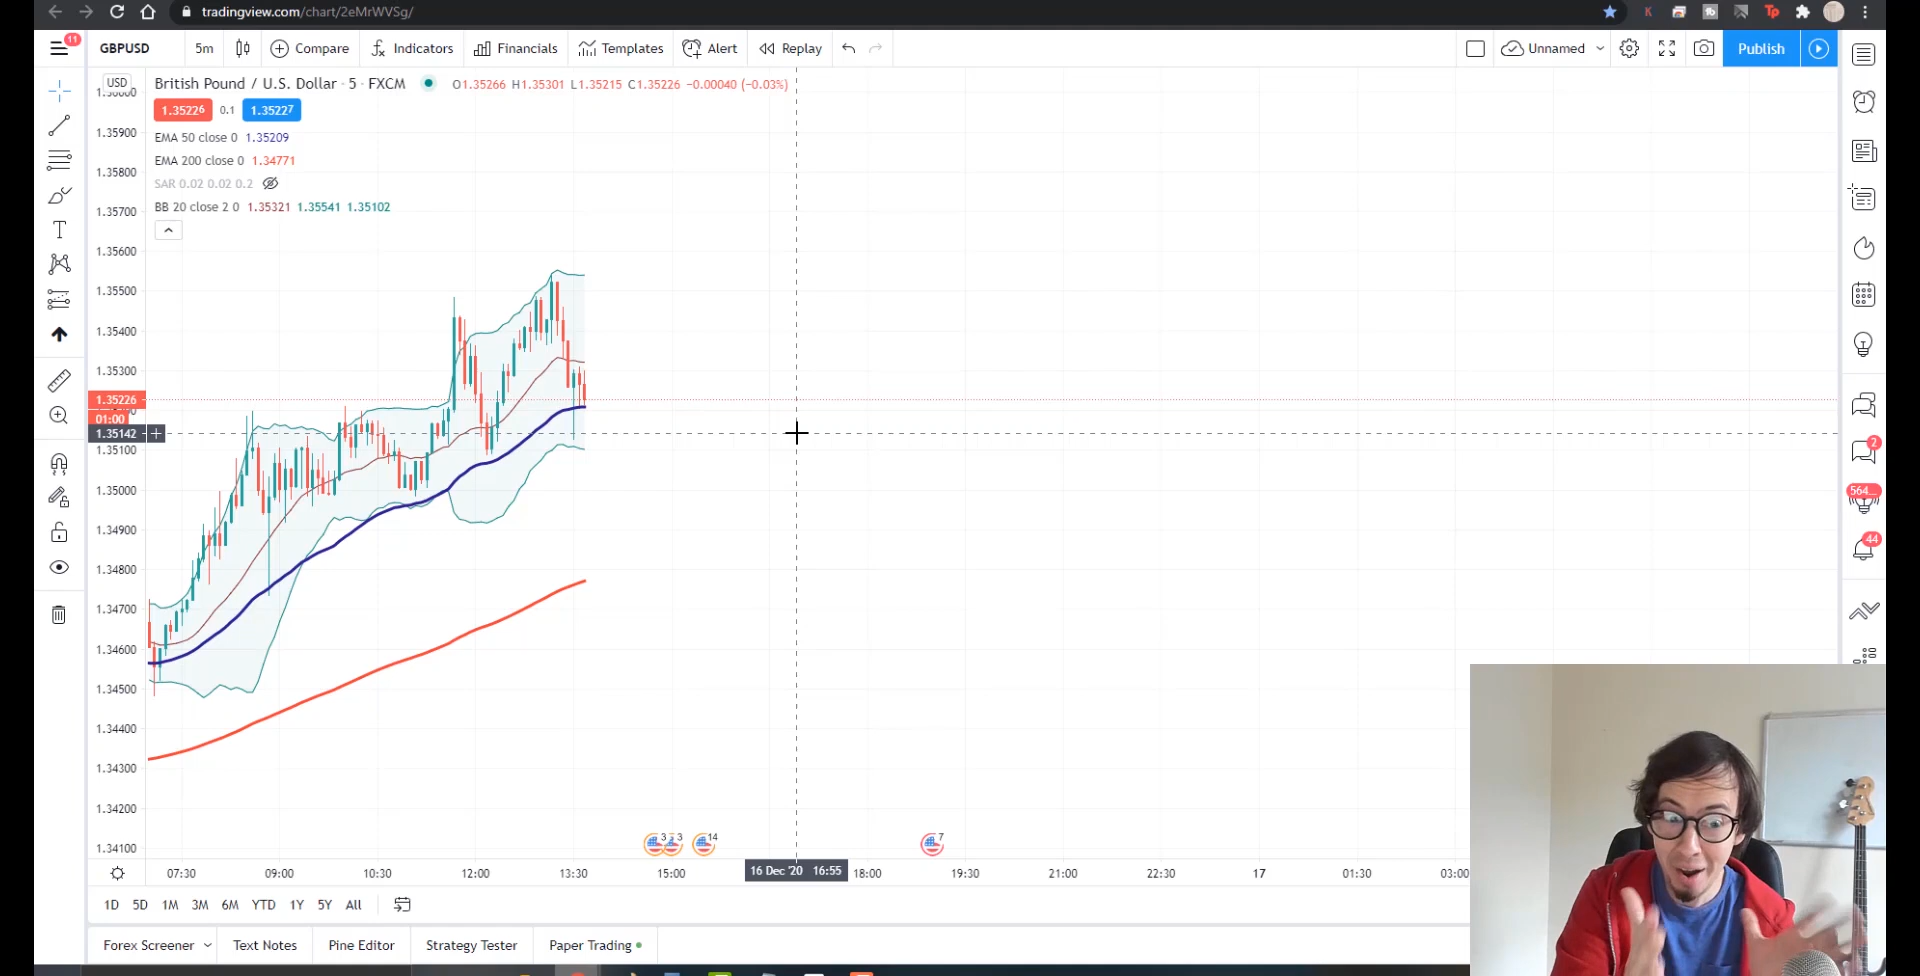 tradingview.com/chart/2eMrWVSg/
11
GBPUSD 5m Compare Indicators Financials Templates Alert Replay Unnamed Publish
USD British Pound / U.S. Dollar · 5 · FXCM O1.35266 H1.35301 L1.35215 C1.35226 −0.00040 (−0.03%)
1.35226 0.1 1.35227
EMA 50 close 0 1.35209
EMA 200 close 0 1.34771
SAR 0.02 0.02 0.2
BB 20 close 2 0 1.35321 1.35541 1.35102
1.35900
1.35800
1.35700
1.35600
1.35500
1.35400
1.35300
1.35226
01:00
1.35142
1.35100
1.35000
1.34900
1.34800
1.34700
1.34600
1.34500
1.34400
1.34300
1.34200
1.34100
2
564...
44
3 3 14 7
07:30 09:00 10:30 12:00 13:30 15:00 16 Dec '20 16:55 18:00 19:30 21:00 22:30 17 01:30 03:00
1D 5D 1M 3M 6M YTD 1Y 5Y All
Forex Screener Text Notes Pine Editor Strategy Tester Paper Trading